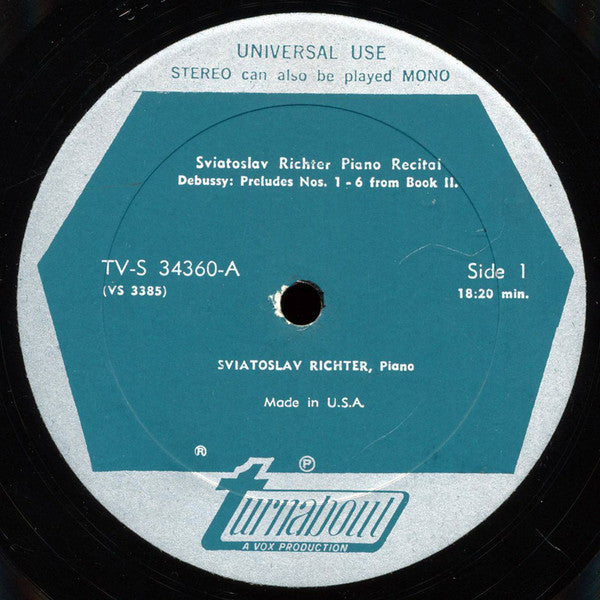 UNIVERSAL USE
STEREO can also be played MONO
Sviatoslav Richter Piano Recital
Debussy: Preludes Nos. 1 - 6 from Book II.
TV-S 34360-A
Side 1
(VS 3385)
18:20 min.
SVIATOSLAV RICHTER, Piano
Made in U.S.A.
®
℗
turnabout
A VOX PRODUCTION